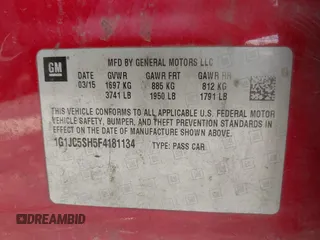 GM
MFD BY GENERAL MOTORS LLC
DATE GVWR GAWR FRT GAWR RR
03/15 1697 KG 885 KG 812 KG
3741 LB 1950 LB 1791 LB
THIS VEHICLE CONFORMS TO ALL APPLICABLE U.S. FEDERAL MOTOR
VEHICLE SAFETY, BUMPER, AND THEFT PREVENTION STANDARDS IN
EFFECT ON THE DATE OF MANUFACTURE SHOWN ABOVE.
1G1JC5SH5F4181134 TYPE: PASS CAR
DREAMBID